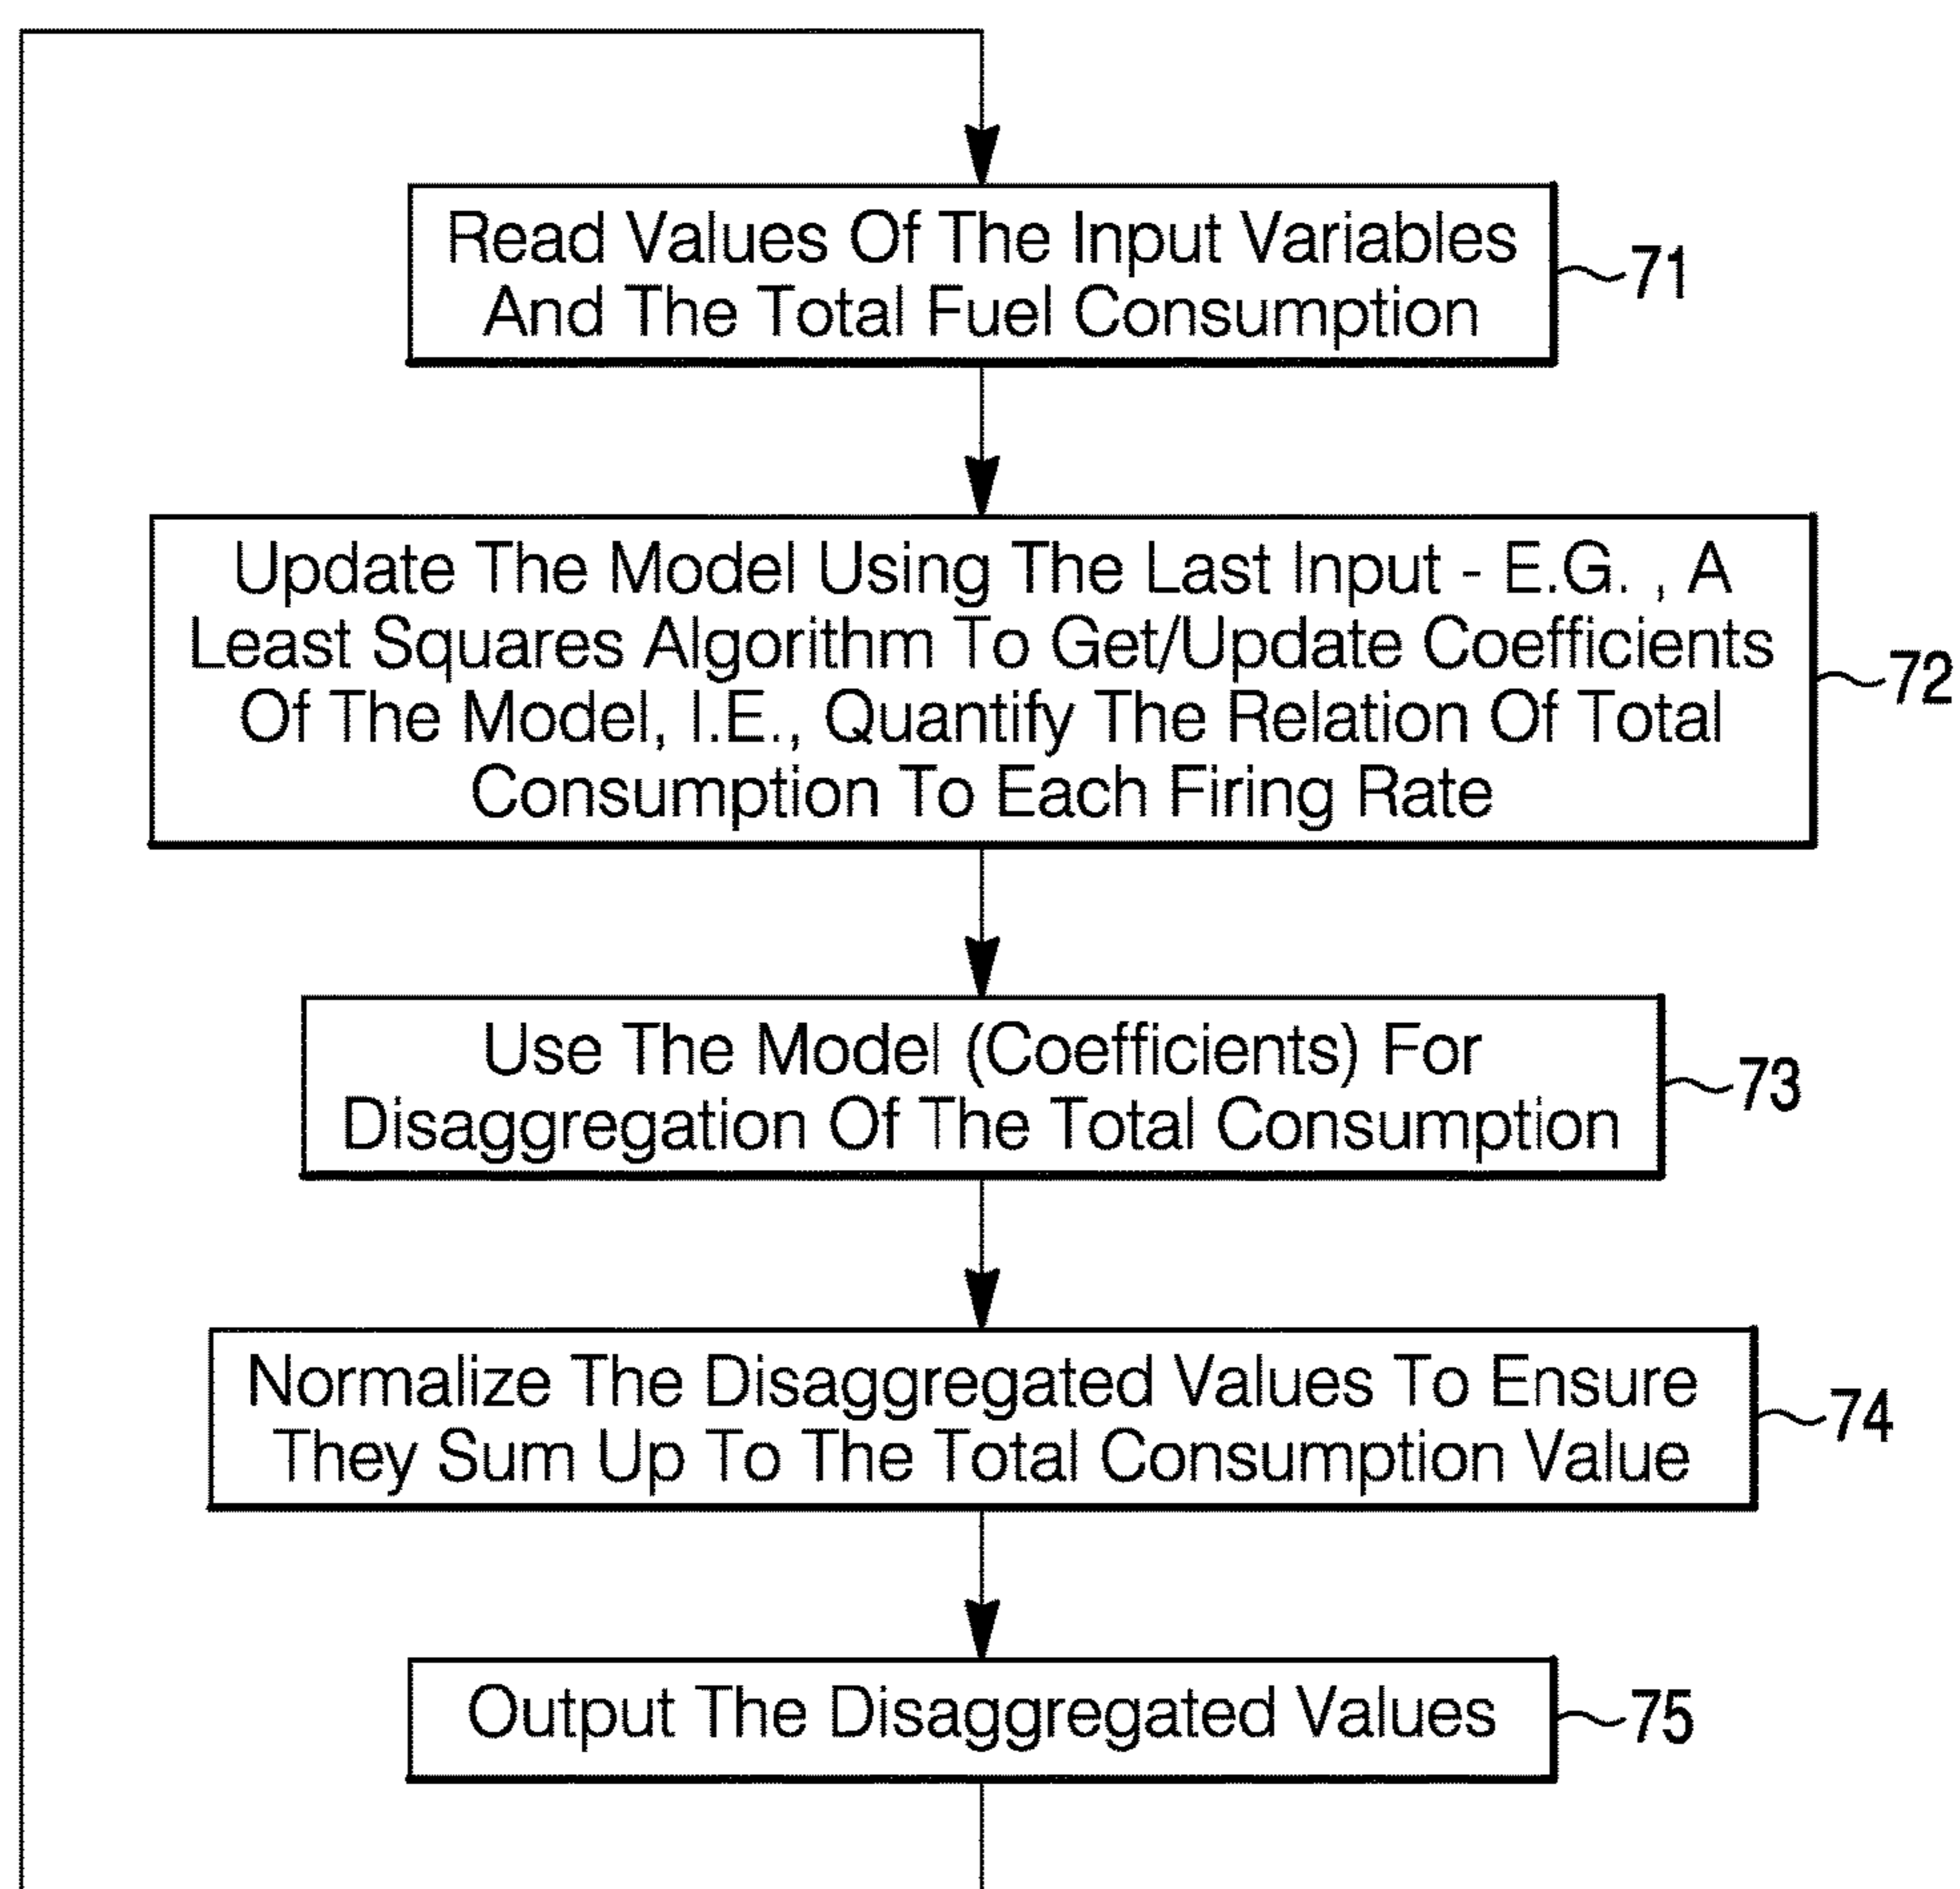 Read Values Of The Input Variables
And The Total Fuel Consumption
71
Update The Model Using The Last Input - E.G. , A
Least Squares Algorithm To Get/Update Coefficients
Of The Model, I.E., Quantify The Relation Of Total
Consumption To Each Firing Rate
72
Use The Model (Coefficients) For
Disaggregation Of The Total Consumption
73
Normalize The Disaggregated Values To Ensure
They Sum Up To The Total Consumption Value
74
Output The Disaggregated Values
75